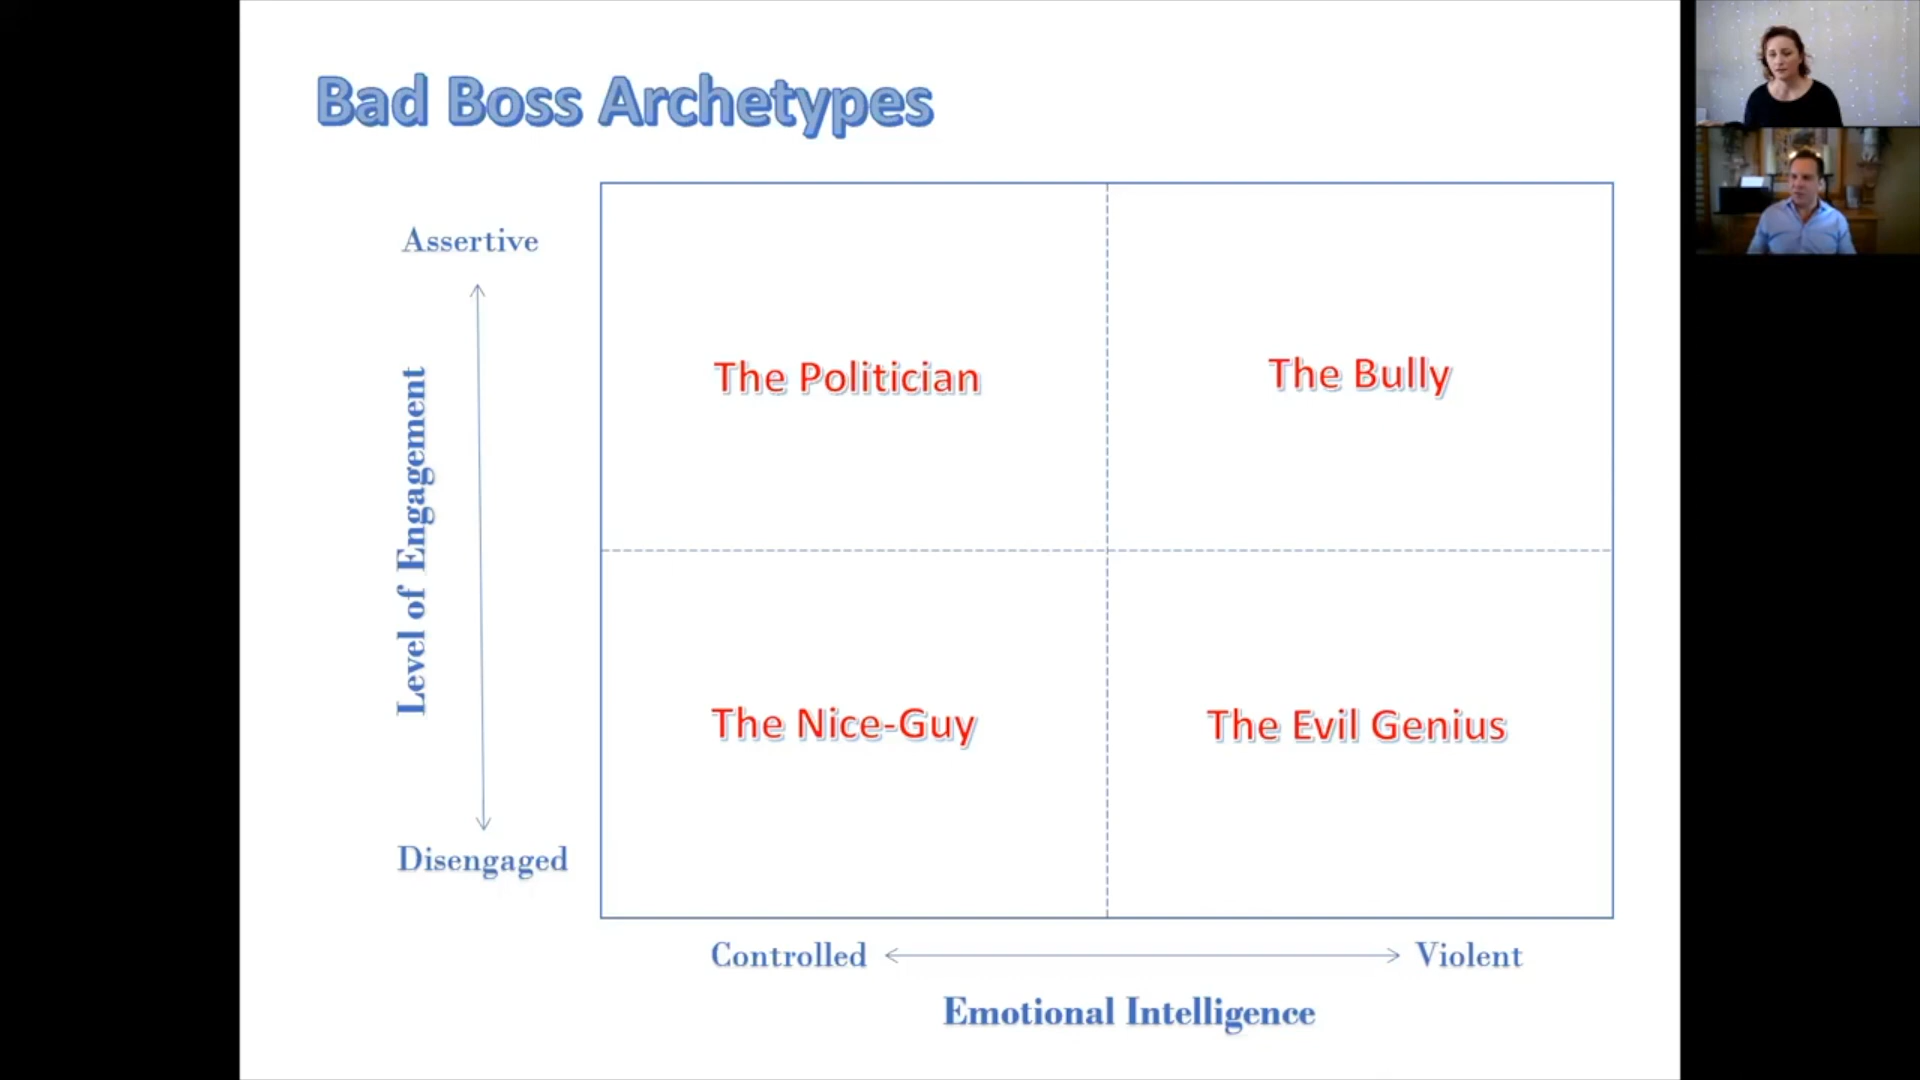 Bad Boss Archetypes
Assertive
Level of Engagement
Disengaged
The Politician
The Bully
The Nice-Guy
The Evil Genius
Controlled
Violent
Emotional Intelligence